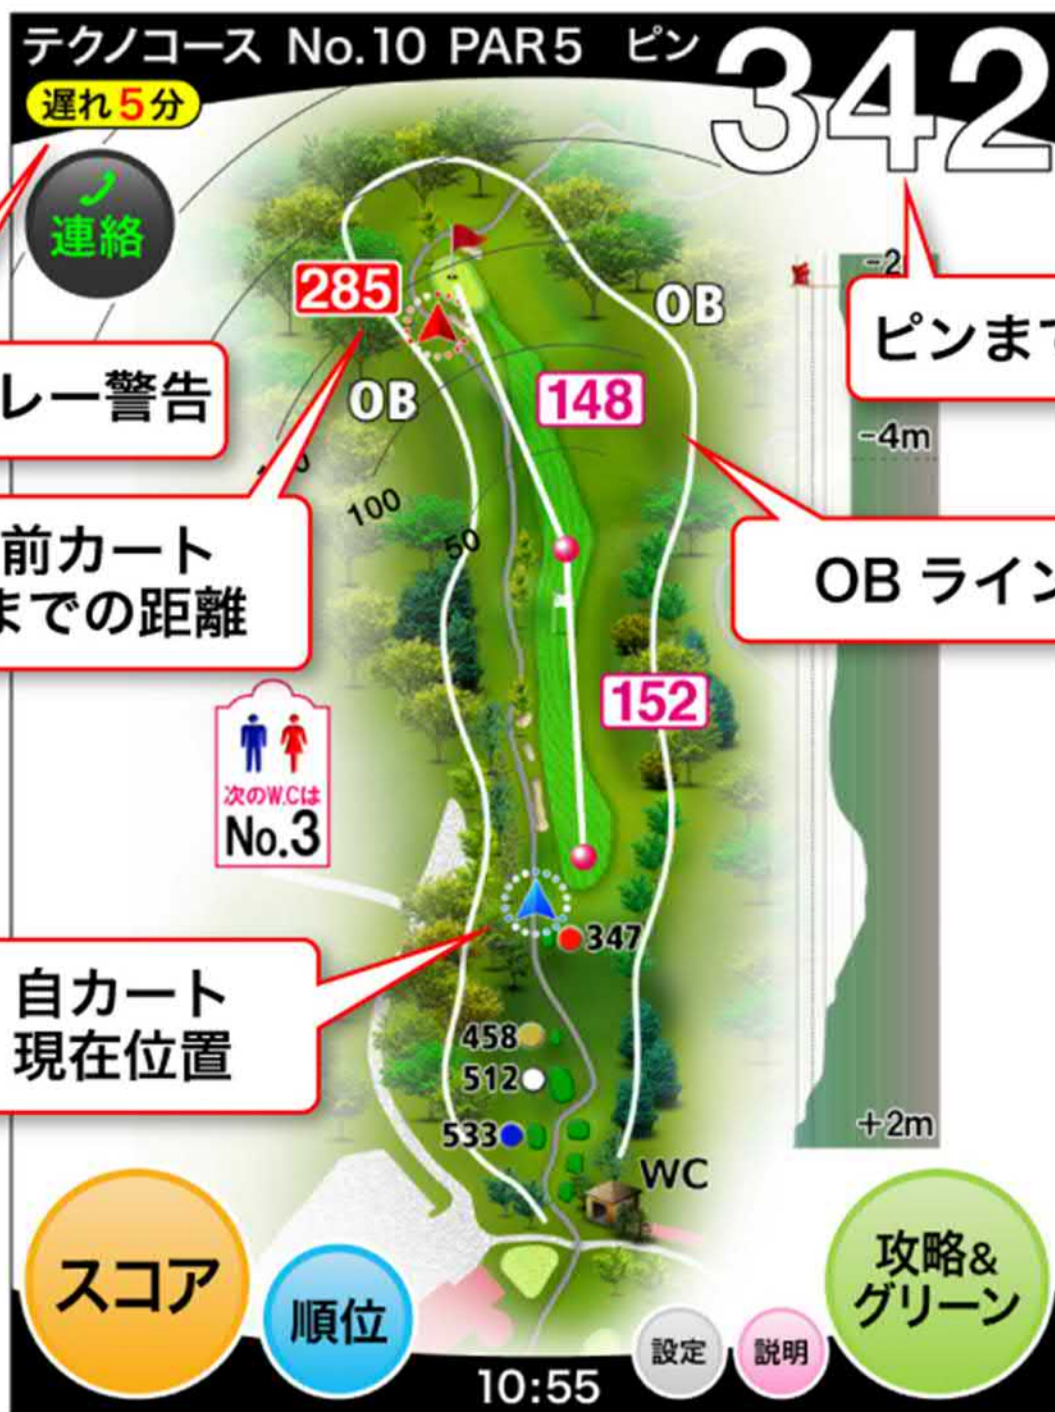 テクノコース No.10 PAR5 ピン 342
遅れ5分
連絡
285
OB
-2
ピンまで
レー警告
OB
148
-4m
100
50
前カート
までの距離
OB ライン
152
次のW.Cは
No.3
347
自カート
現在位置
458
512
533
+2m
WC
スコア
順位
攻略&
グリーン
設定
説明
10:55